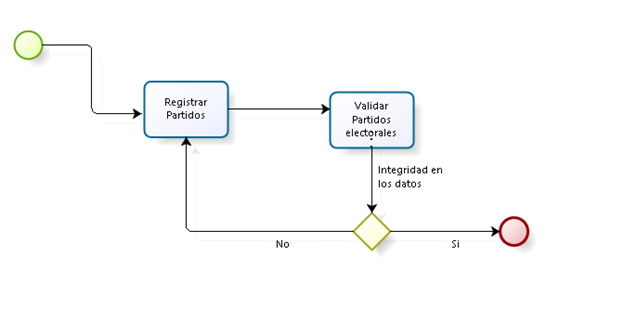 Registrar
Partidos
Validar
Partidos
electorales
Integridad en
los datos
No
Si